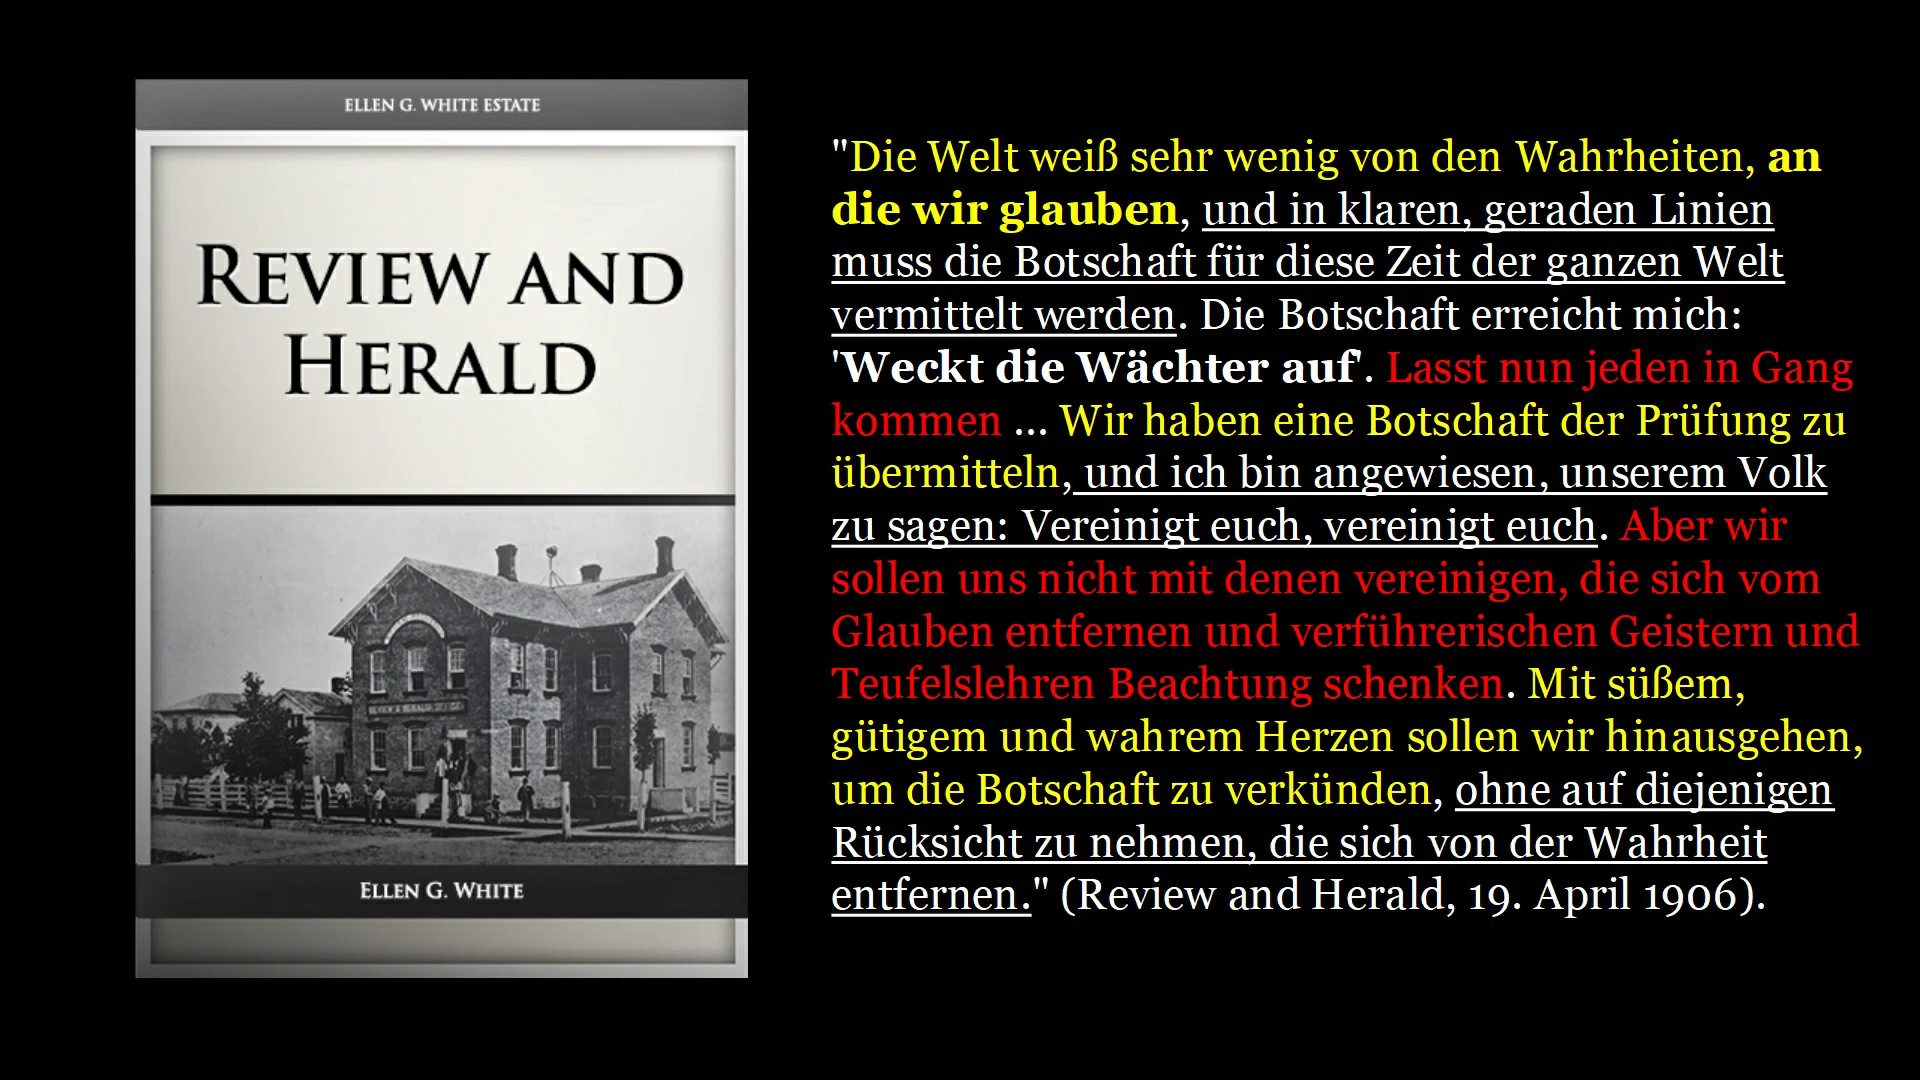 ELLEN G. WHITE ESTATE
REVIEW AND
HERALD
REVIEW & HERALD OFFICE
ELLEN G. WHITE
"Die Welt weiß sehr wenig von den Wahrheiten, an
die wir glauben, und in klaren, geraden Linien
muss die Botschaft für diese Zeit der ganzen Welt
vermittelt werden. Die Botschaft erreicht mich:
'Weckt die Wächter auf'. Lasst nun jeden in Gang
kommen ... Wir haben eine Botschaft der Prüfung zu
übermitteln, und ich bin angewiesen, unserem Volk
zu sagen: Vereinigt euch, vereinigt euch. Aber wir
sollen uns nicht mit denen vereinigen, die sich vom
Glauben entfernen und verführerischen Geistern und
Teufelslehren Beachtung schenken. Mit süßem,
gütigem und wahrem Herzen sollen wir hinausgehen,
um die Botschaft zu verkünden, ohne auf diejenigen
Rücksicht zu nehmen, die sich von der Wahrheit
entfernen." (Review and Herald, 19. April 1906).